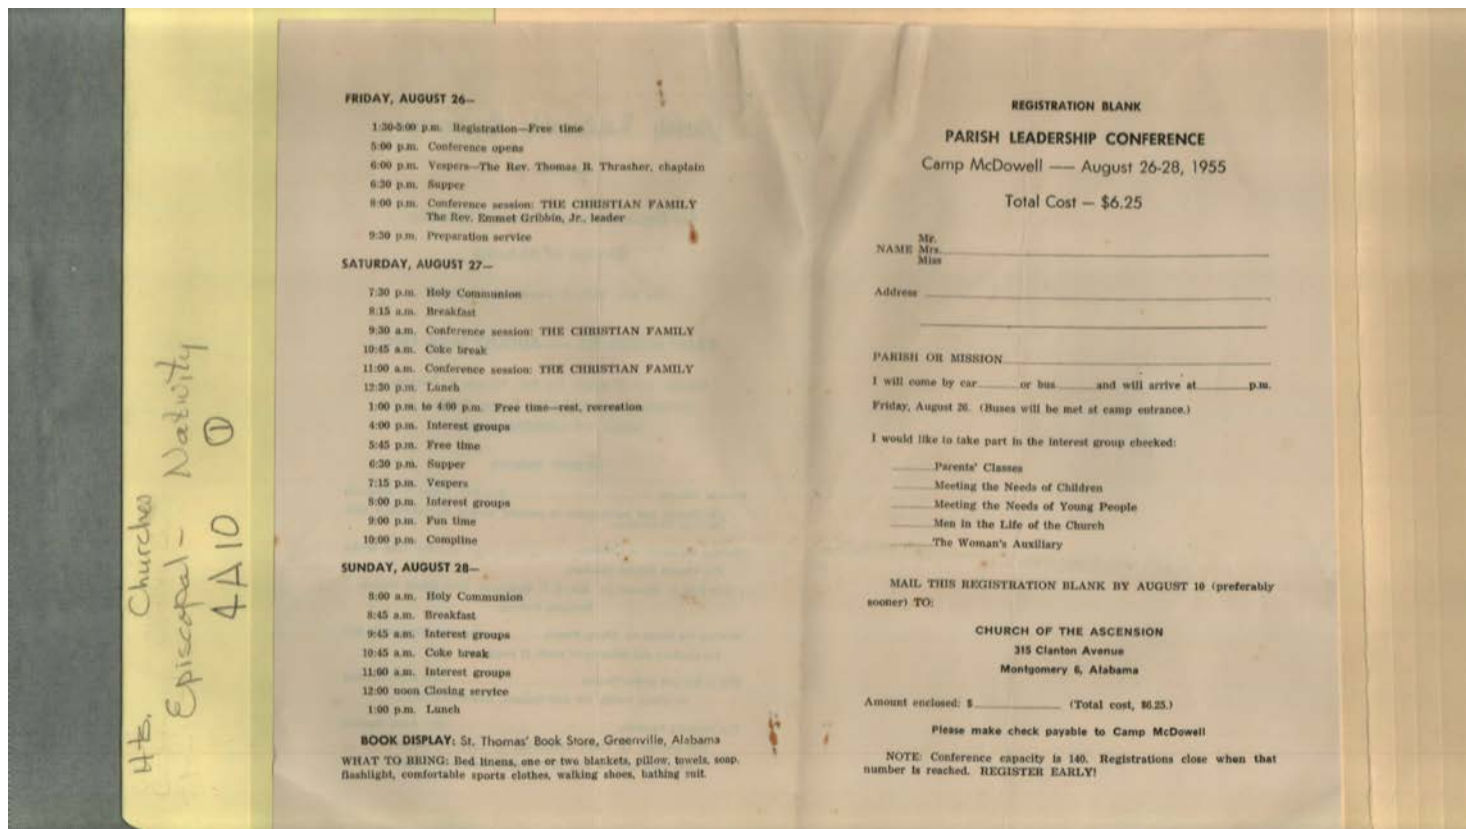 Hts. Churches
Episcopal - Nativity
4A10 ①
FRIDAY, AUGUST 26—
1:30-5:00 p.m. Registration—Free time
5:00 p.m. Conference opens
6:00 p.m. Vespers—The Rev. Thomas R. Thrasher, chaplain
6:30 p.m. Supper
8:00 p.m. Conference session: THE CHRISTIAN FAMILY
The Rev. Emmet Gribbin, Jr., leader
9:30 p.m. Preparation service
SATURDAY, AUGUST 27—
7:30 p.m. Holy Communion
8:15 a.m. Breakfast
9:30 a.m. Conference session: THE CHRISTIAN FAMILY
10:45 a.m. Coke break
11:00 a.m. Conference session: THE CHRISTIAN FAMILY
12:30 p.m. Lunch
1:00 p.m. to 4:00 p.m. Free time—rest, recreation
4:00 p.m. Interest groups
5:45 p.m. Free time
6:30 p.m. Supper
7:15 p.m. Vespers
8:00 p.m. Interest groups
9:00 p.m. Fun time
10:00 p.m. Compline
SUNDAY, AUGUST 28—
8:00 a.m. Holy Communion
8:45 a.m. Breakfast
9:45 a.m. Interest groups
10:45 a.m. Coke break
11:00 a.m. Interest groups
12:00 noon Closing service
1:00 p.m. Lunch
BOOK DISPLAY: St. Thomas' Book Store, Greenville, Alabama
WHAT TO BRING: Bed linens, one or two blankets, pillow, towels, soap,
flashlight, comfortable sports clothes, walking shoes, bathing suit.
REGISTRATION BLANK
PARISH LEADERSHIP CONFERENCE
Camp McDowell —— August 26-28, 1955
Total Cost — $6.25
Mr.
NAME Mrs.
Miss
Address
PARISH OR MISSION
I will come by car ______ or bus ______ and will arrive at ______ p.m.
Friday, August 26. (Buses will be met at camp entrance.)
I would like to take part in the interest group checked:
______Parents' Classes
______Meeting the Needs of Children
______Meeting the Needs of Young People
______Men in the Life of the Church
______The Woman's Auxiliary
MAIL THIS REGISTRATION BLANK BY AUGUST 10 (preferably
sooner) TO:
CHURCH OF THE ASCENSION
315 Clanton Avenue
Montgomery 6, Alabama
Amount enclosed: $____________ (Total cost, $6.25.)
Please make check payable to Camp McDowell
NOTE: Conference capacity is 140. Registrations close when that
number is reached. REGISTER EARLY!